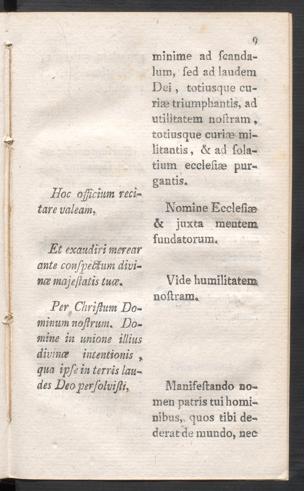 9
minime ad ſcanda-
lum, ſed ad laudem
Dei, totiusque cu-
riæ triumphantis, ad
utilitatem noſtram,
totiusque curiæ mi-
litantis, & ad ſola-
tium eccleſiæ pur-
gantis.
Hoc officium reci-
tare valeam,
Nomine Eccleſiæ
& juxta mentem
fundatorum.
Et exaudiri merear
ante conſpectum divi-
næ majeſtatis tuæ.
Vide humilitatem
noſtram.
Per Chriſtum Do-
minum noſtrum. Do-
mine in unione illius
divinæ intentionis,
qua ipſe in terris lau-
des Deo perſolviſti,
Manifeſtando no-
men patris tui homi-
nibus, quos tibi de-
derat de mundo, nec